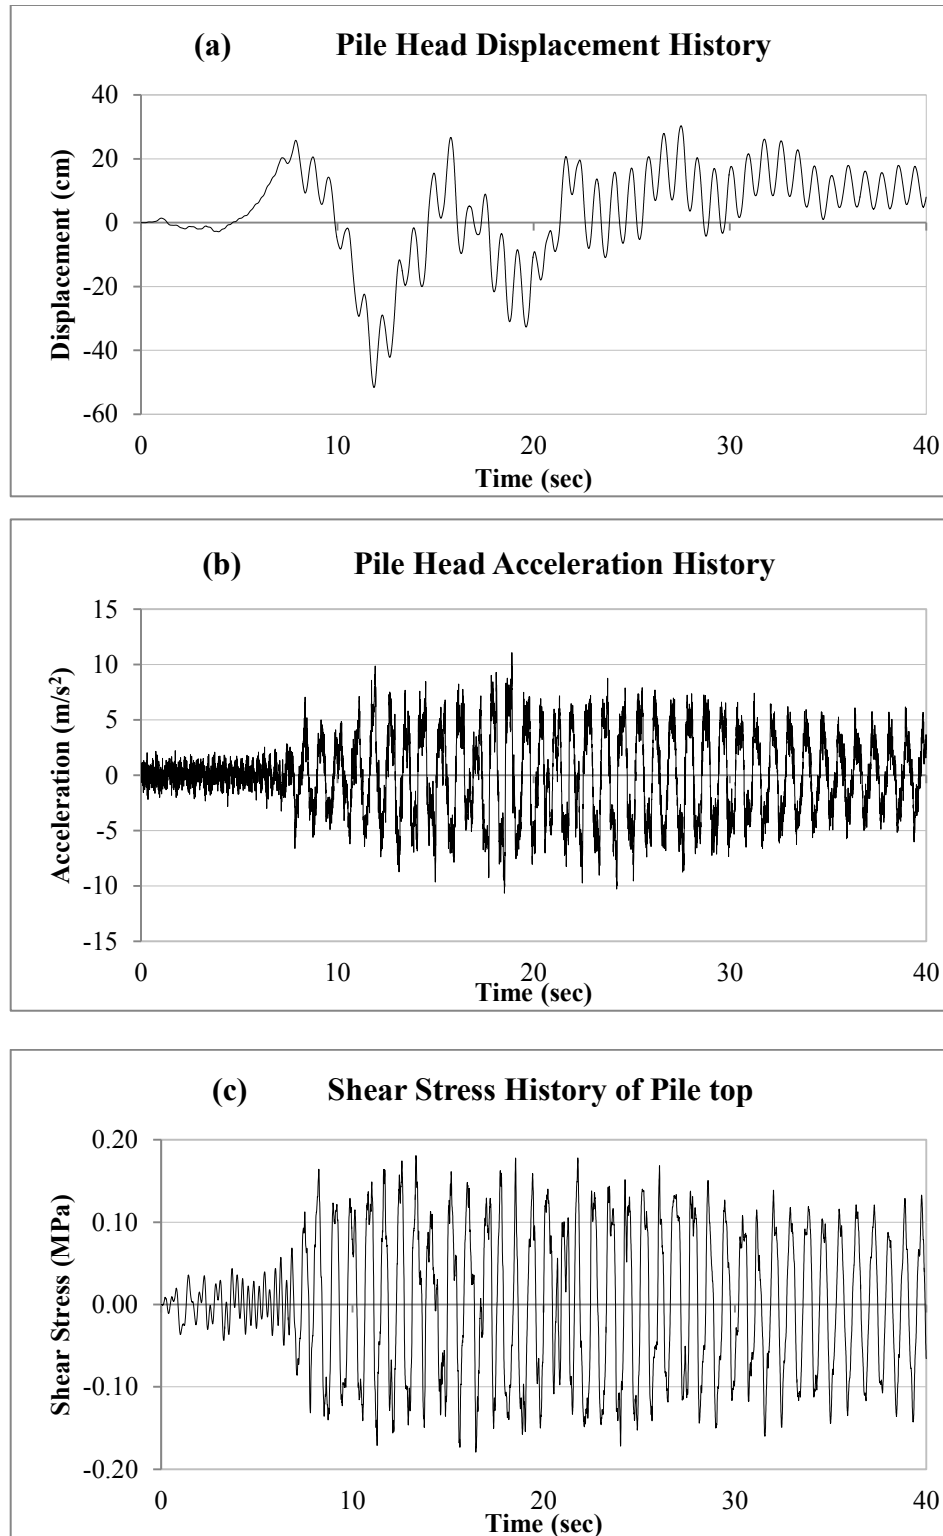 (a) Pile Head Displacement History
40
20
0
-20
-40
-60
Displacement (cm)
0 10 20 30 40
Time (sec)
(b) Pile Head Acceleration History
15
10
5
0
-5
-10
-15
Acceleration (m/s²)
0 10 20 30 40
Time (sec)
(c) Shear Stress History of Pile top
0.20
0.10
0.00
-0.10
-0.20
Shear Stress (MPa)
0 10 20 30 40
Time (sec)